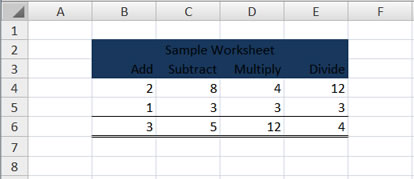 A B C D E F
1
2 Sample Worksheet
3 Add Subtract Multiply Divide
4 2 8 4 12
5 1 3 3 3
6 3 5 12 4
7
8